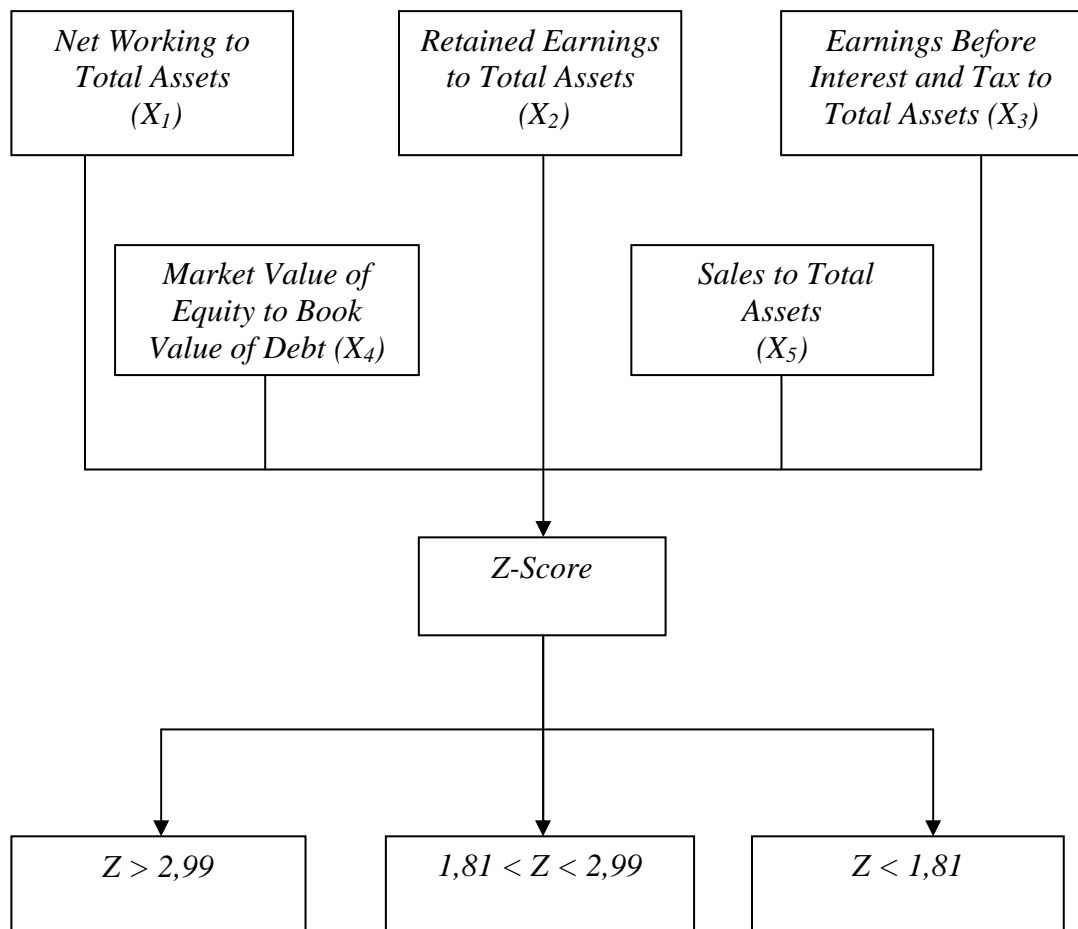 Net Working to
Total Assets
(X1)
Retained Earnings
to Total Assets
(X2)
Earnings Before
Interest and Tax to
Total Assets (X3)
Market Value of
Equity to Book
Value of Debt (X4)
Sales to Total
Assets
(X5)
Z-Score
Z > 2,99
1,81 < Z < 2,99
Z < 1,81